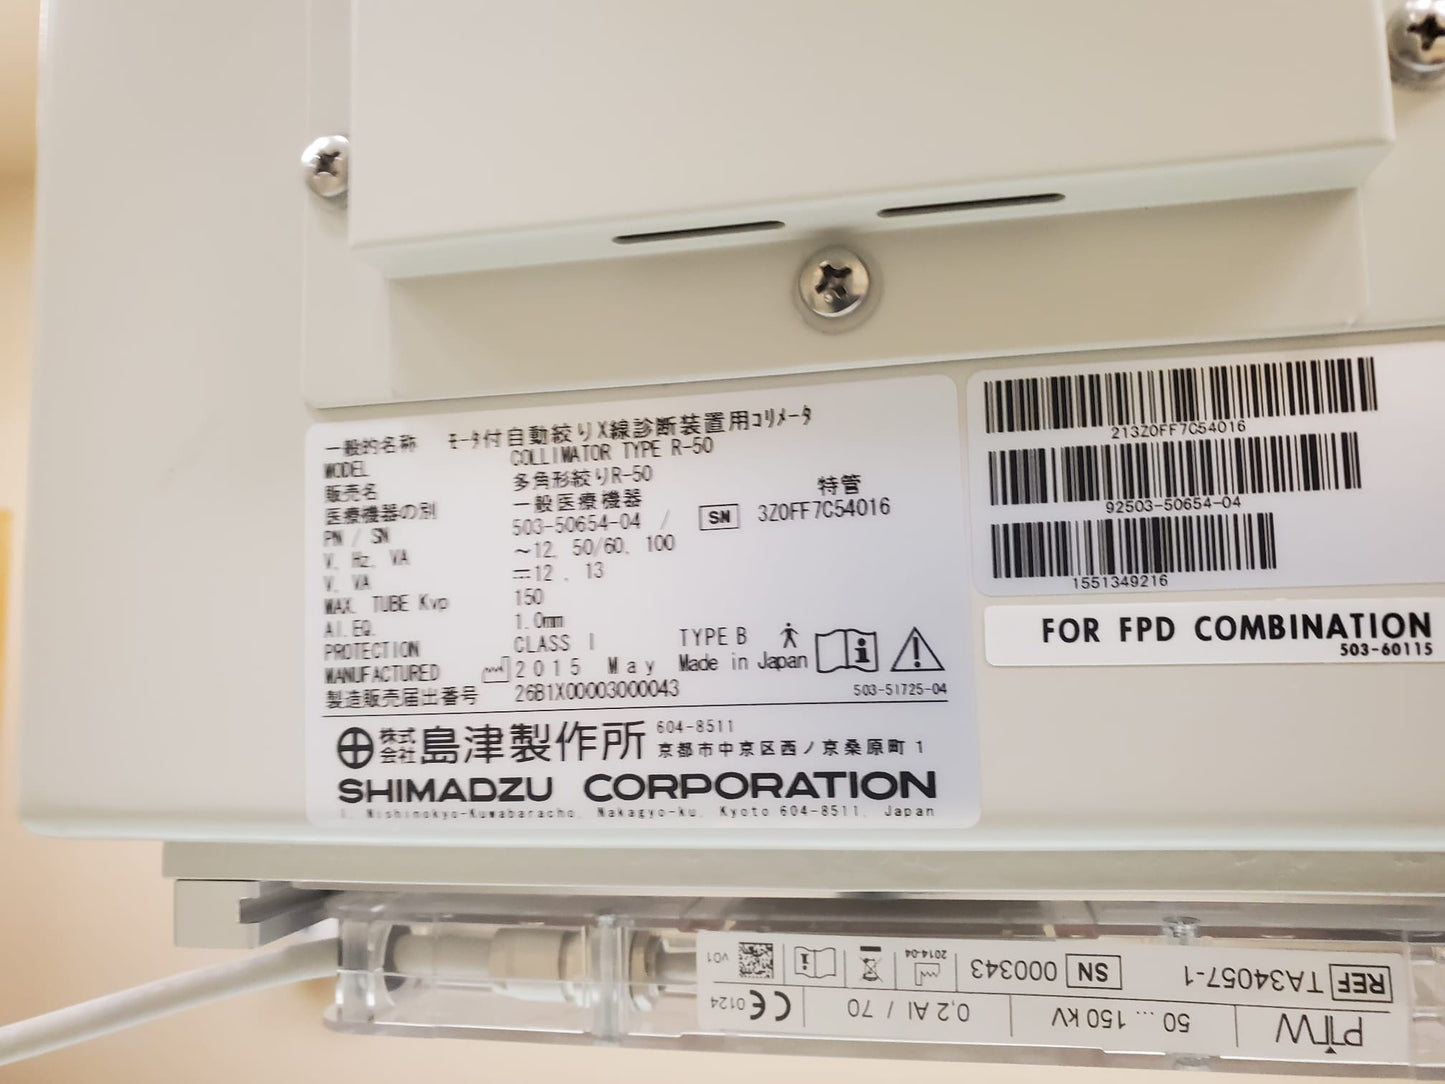 一般的名称 モータ付自動絞りX線診断装置用コリメータ
MODEL COLLIMATOR TYPE R-50
販売名 多角形絞りR-50
医療機器の別 一般医療機器 特管
PN / SN 503-50654-04 / SN 3Z0FF7C54016
V, Hz, VA ～12, 50/60, 100
V, VA ⎓12 , 13
MAX. TUBE Kvp 150
Al.EQ. 1.0mm
PROTECTION CLASS I TYPE B
MANUFACTURED 2015 May Made in Japan
製造販売届出番号 26B1X00003000043 503-51725-04
株式会社 島津製作所 604-8511
京都市中京区西ノ京桑原町 1
SHIMADZU CORPORATION
1, Nishinokyo-Kuwabaracho, Nakagyo-ku, Kyoto 604-8511, Japan
213Z0FF7C54016
92503-50654-04
1551349216
FOR FPD COMBINATION
503-60115
PTW 50 ... 150 kV 0,2 Al / 70 CE 0124
REF TA34057-1 SN 000343 2014-04 V01